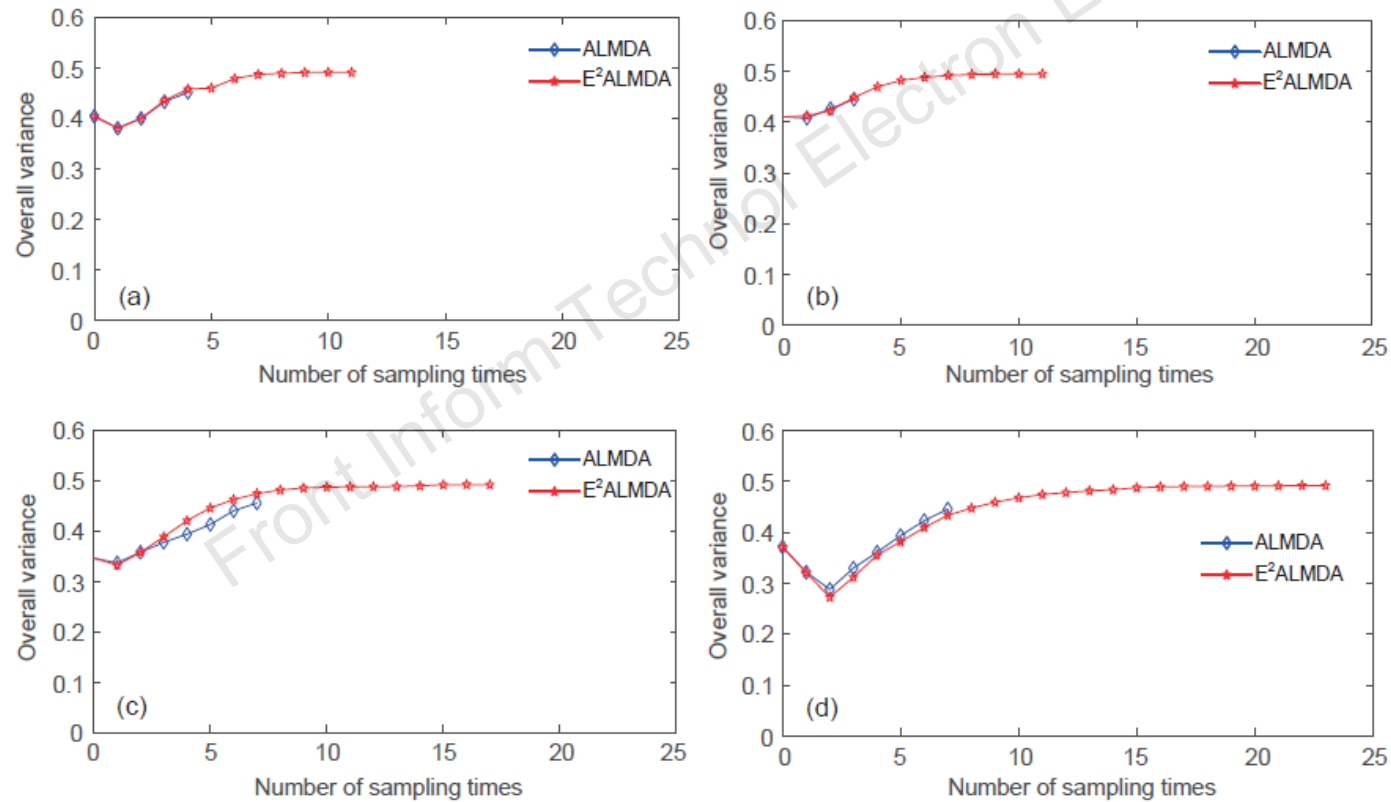 0.6
0.5
0.4
0.3
0.2
0.1
0
Overall variance
ALMDA
E²ALMDA
(a)
0 5 10 15 20 25
Number of sampling times
0.6
0.5
0.4
0.3
0.2
0.1
0
Overall variance
ALMDA
E²ALMDA
(b)
0 5 10 15 20 25
Number of sampling times
0.6
0.5
0.4
0.3
0.2
0.1
0
Overall variance
ALMDA
E²ALMDA
(c)
0 5 10 15 20 25
Number of sampling times
0.6
0.5
0.4
0.3
0.2
0.1
0
Overall variance
ALMDA
E²ALMDA
(d)
0 5 10 15 20 25
Number of sampling times
Front Inform Technol Electron E